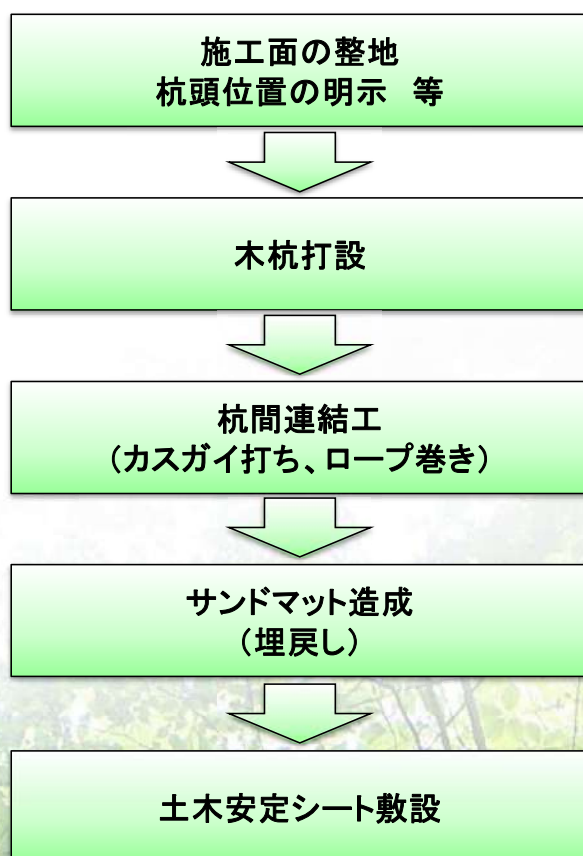 施工面の整地
杭頭位置の明示　等
木杭打設
杭間連結工
（カスガイ打ち、ロープ巻き）
サンドマット造成
（埋戻し）
土木安定シート敷設